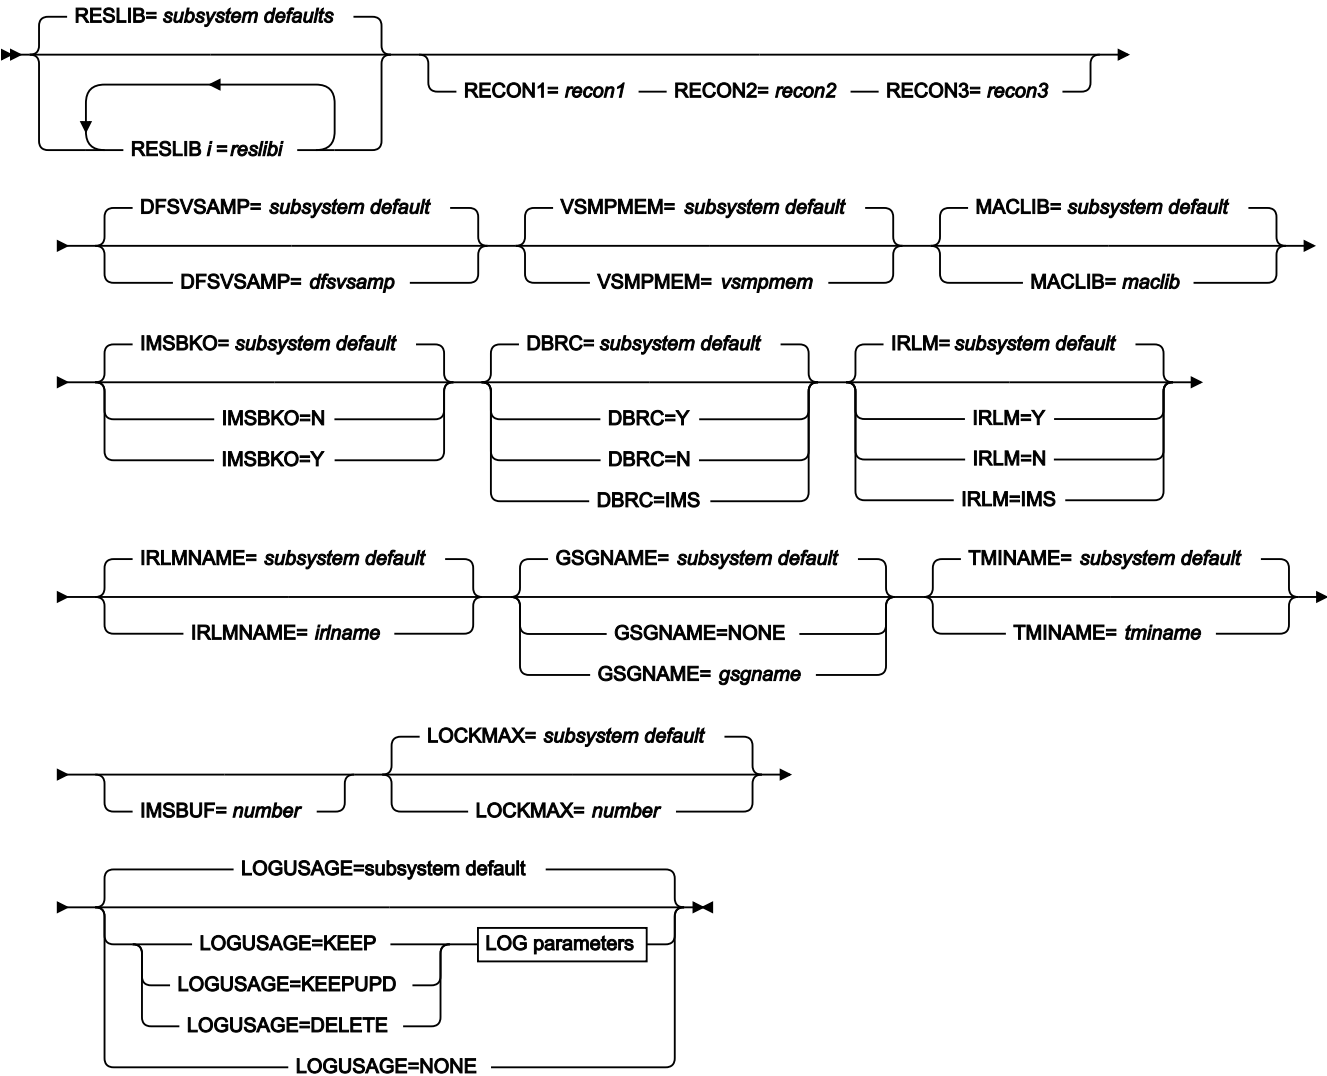 RESLIB= subsystem defaults
RECON1= recon1 RECON2= recon2 RECON3= recon3
RESLIB i =reslibi
DFSVSAMP= subsystem default VSMPMEM= subsystem default MACLIB= subsystem default
DFSVSAMP= dfsvsamp VSMPMEM= vsmpmem MACLIB= maclib
IMSBKO= subsystem default DBRC= subsystem default IRLM= subsystem default
IMSBKO=N DBRC=Y IRLM=Y
IMSBKO=Y DBRC=N IRLM=N
DBRC=IMS IRLM=IMS
IRLMNAME= subsystem default GSGNAME= subsystem default TMINAME= subsystem default
IRLMNAME= irlname GSGNAME=NONE TMINAME= tminame
GSGNAME= gsgname
LOCKMAX= subsystem default
IMSBUF= number LOCKMAX= number
LOGUSAGE=subsystem default
LOGUSAGE=KEEP LOG parameters
LOGUSAGE=KEEPUPD
LOGUSAGE=DELETE
LOGUSAGE=NONE